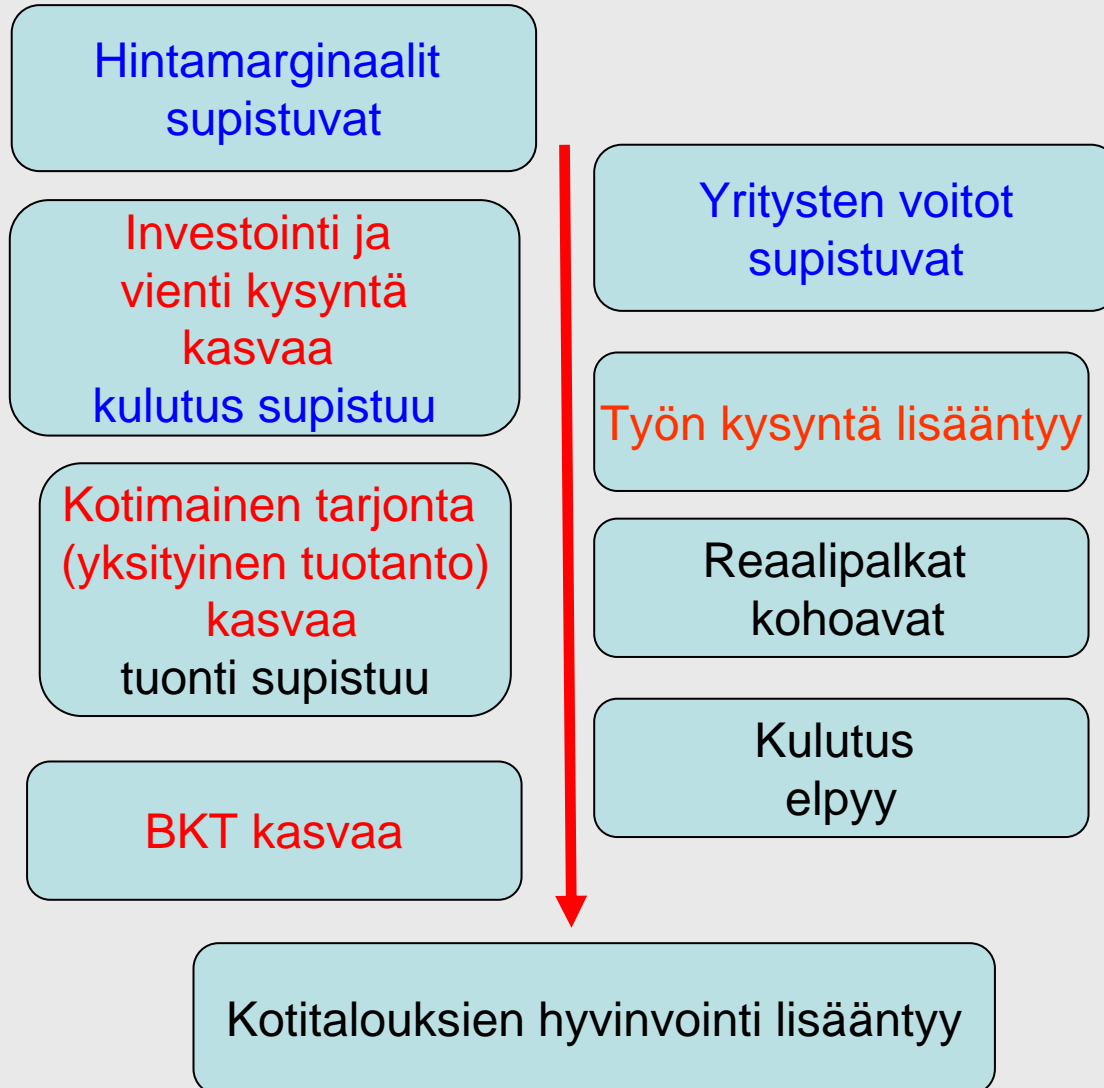 Hintamarginaalit
supistuvat
Investointi ja
vienti kysyntä
kasvaa
kulutus supistuu
Kotimainen tarjonta
(yksityinen tuotanto)
kasvaa
tuonti supistuu
BKT kasvaa
Yritysten voitot
supistuvat
Työn kysyntä lisääntyy
Reaalipalkat
kohoavat
Kulutus
elpyy
Kotitalouksien hyvinvointi lisääntyy